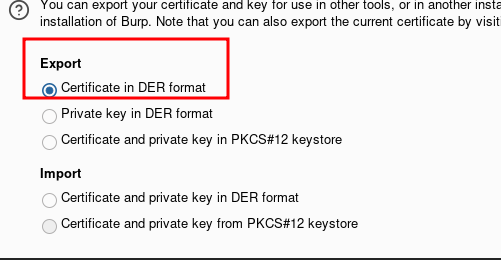 You can export your certificate and key for use in other tools, or in another insta
installation of Burp. Note that you can also export the current certificate by visiti
Export
Certificate in DER format
Private key in DER format
Certificate and private key in PKCS#12 keystore
Import
Certificate and private key in DER format
Certificate and private key from PKCS#12 keystore